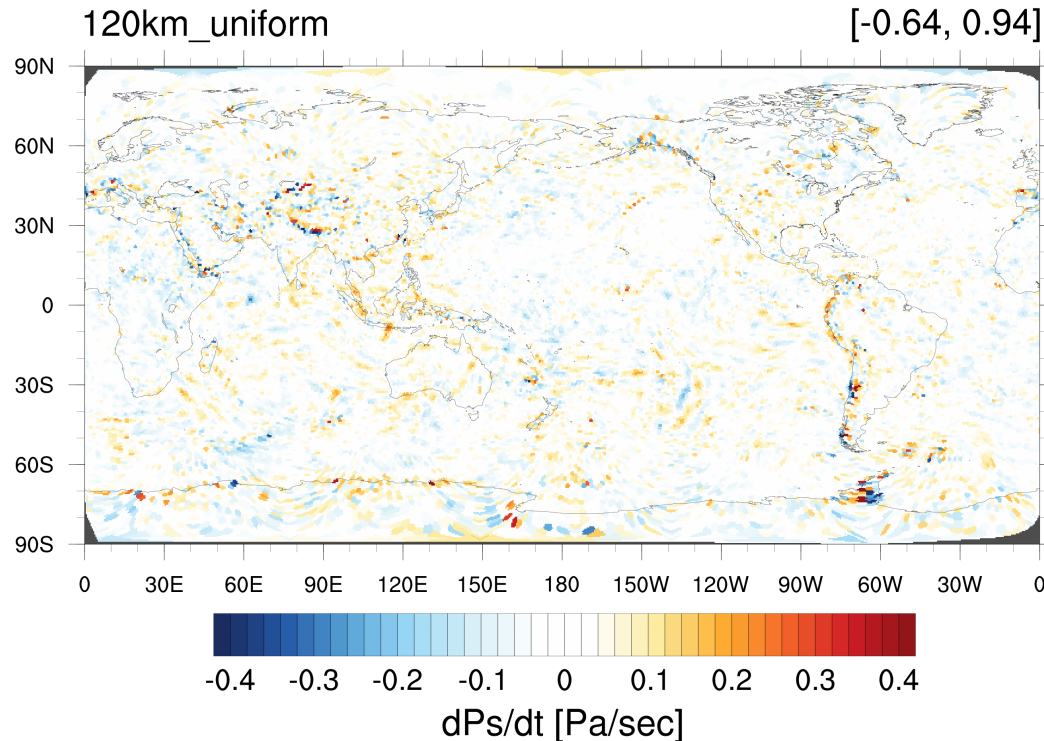 120km_uniform [-0.64, 0.94]
90N
60N
30N
0
30S
60S
90S
0 30E 60E 90E 120E 150E 180 150W 120W 90W 60W 30W 0
-0.4 -0.3 -0.2 -0.1 0 0.1 0.2 0.3 0.4
dPs/dt [Pa/sec]